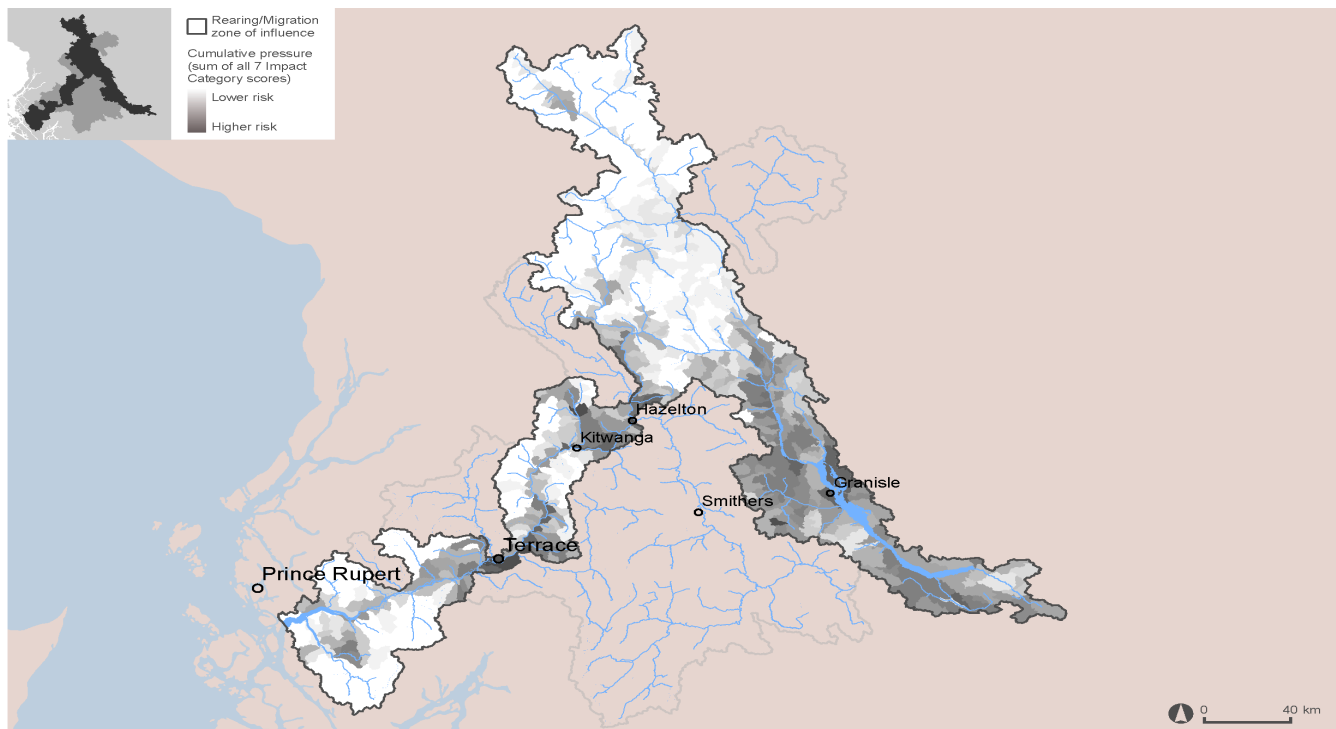 Rearing/Migration
zone of influence
Cumulative pressure
(sum of all 7 Impact
Category scores)
Lower risk
Higher risk
Hazelton
Kitwanga
Granisle
Smithers
Terrace
Prince Rupert
0 40 km